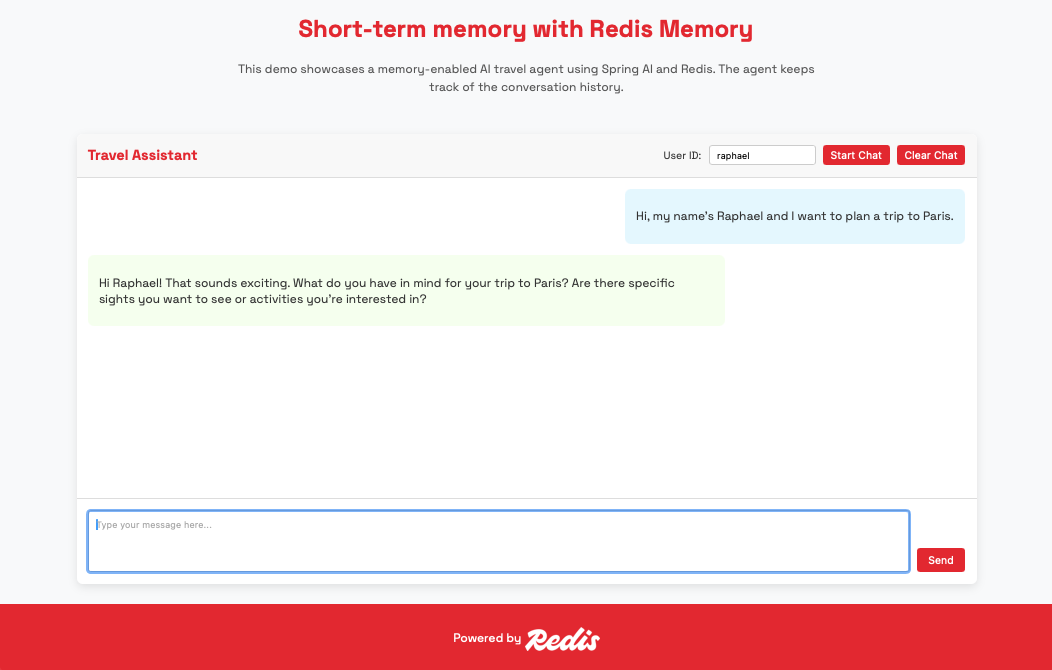 Short-term memory with Redis Memory
This demo showcases a memory-enabled AI travel agent using Spring AI and Redis. The agent keeps
track of the conversation history.
Travel Assistant
User ID:
raphael
Start Chat
Clear Chat
Hi, my name's Raphael and I want to plan a trip to Paris.
Hi Raphael! That sounds exciting. What do you have in mind for your trip to Paris? Are there specific
sights you want to see or activities you're interested in?
Type your message here...
Send
Powered by Redis